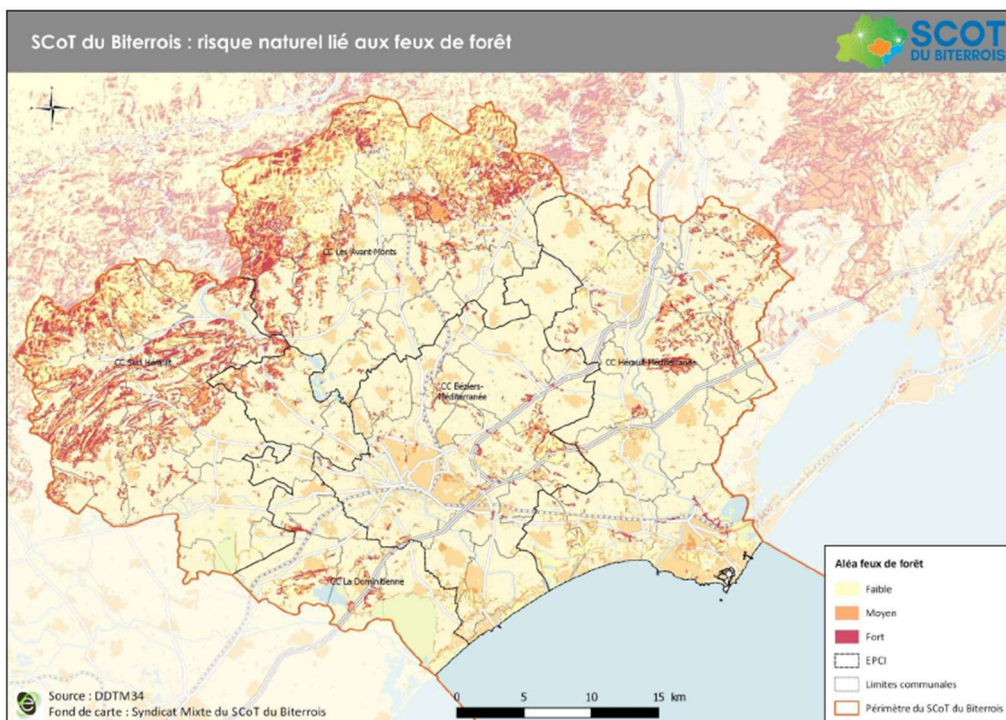 SCoT du Biterrois : risque naturel lié aux feux de forêt
SCOT
DU BITERROIS
CC Les Avant-Monts
CC Sud Hérault
CC Hérault-Méditerranée
CC Béziers-
Méditerranée
CC La Domitienne
Aléa feux de forêt
Faible
Moyen
Fort
EPCI
Limites communales
Périmètre du SCoT du Biterrois
Source : DDTM34
Fond de carte : Syndicat Mixte du SCoT du Biterrois
0 5 10 15 km